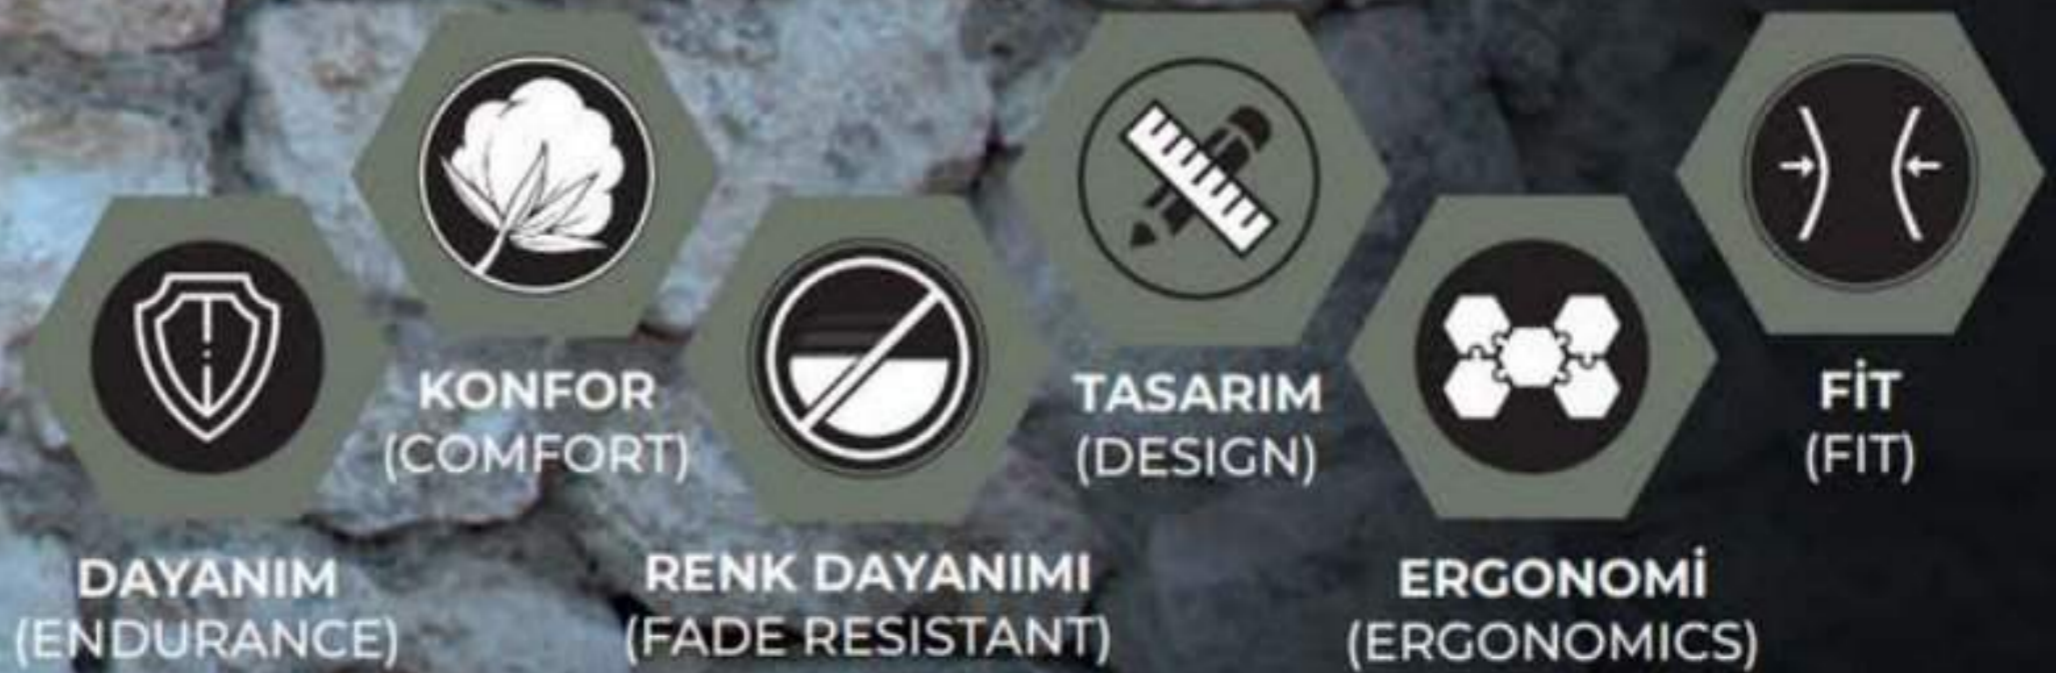 DAYANIM
(ENDURANCE)
KONFOR
(COMFORT)
RENK DAYANIMI
(FADE RESISTANT)
TASARIM
(DESIGN)
ERGONOMİ
(ERGONOMICS)
FİT
(FIT)